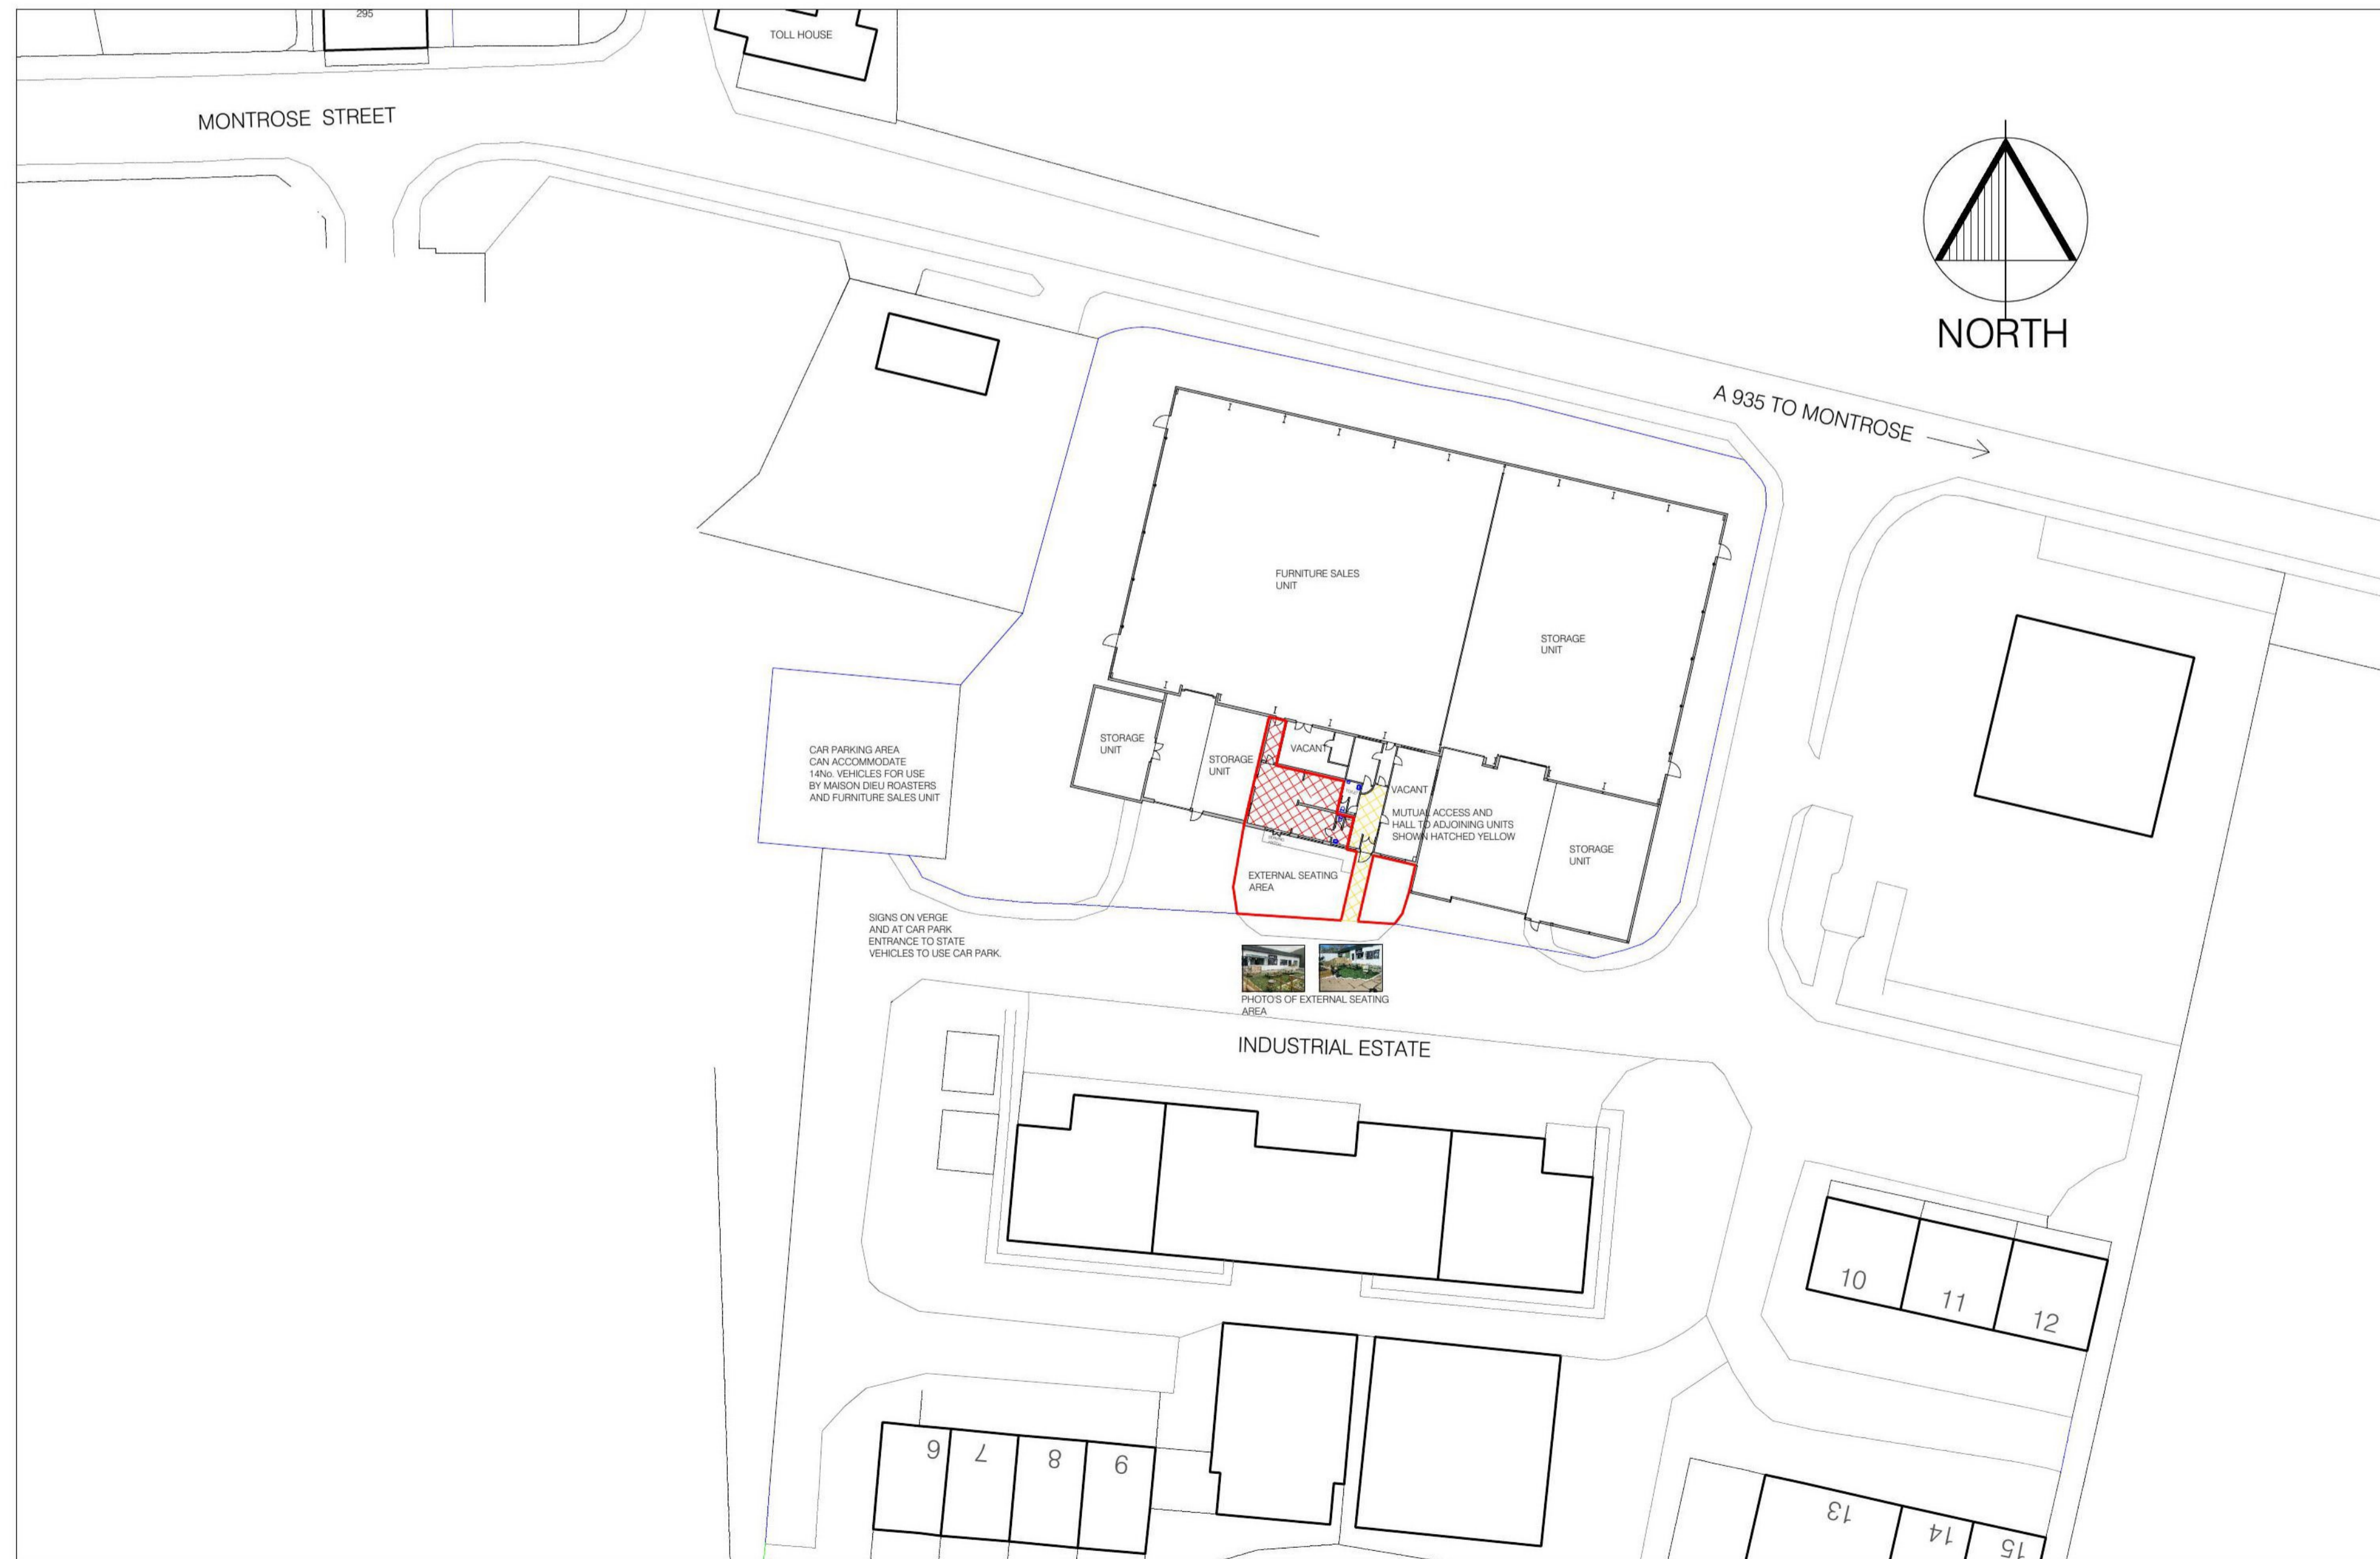 295
TOLL HOUSE
MONTROSE STREET
NORTH
A 935 TO MONTROSE
FURNITURE SALES
UNIT
STORAGE
UNIT
STORAGE
UNIT
STORAGE
UNIT
VACANT
VACANT
CAR PARKING AREA
CAN ACCOMMODATE
14No. VEHICLES FOR USE
BY MAISON DIEU ROASTERS
AND FURNITURE SALES UNIT
MUTUAL ACCESS AND
HALL TO ADJOINING UNITS
SHOWN HATCHED YELLOW
STORAGE
UNIT
EXTERNAL SEATING
AREA
SIGNS ON VERGE
AND AT CAR PARK
ENTRANCE TO STATE
VEHICLES TO USE CAR PARK.
PHOTO'S OF EXTERNAL SEATING
AREA
INDUSTRIAL ESTATE
10
11
12
6
7
8
9
13
14
15